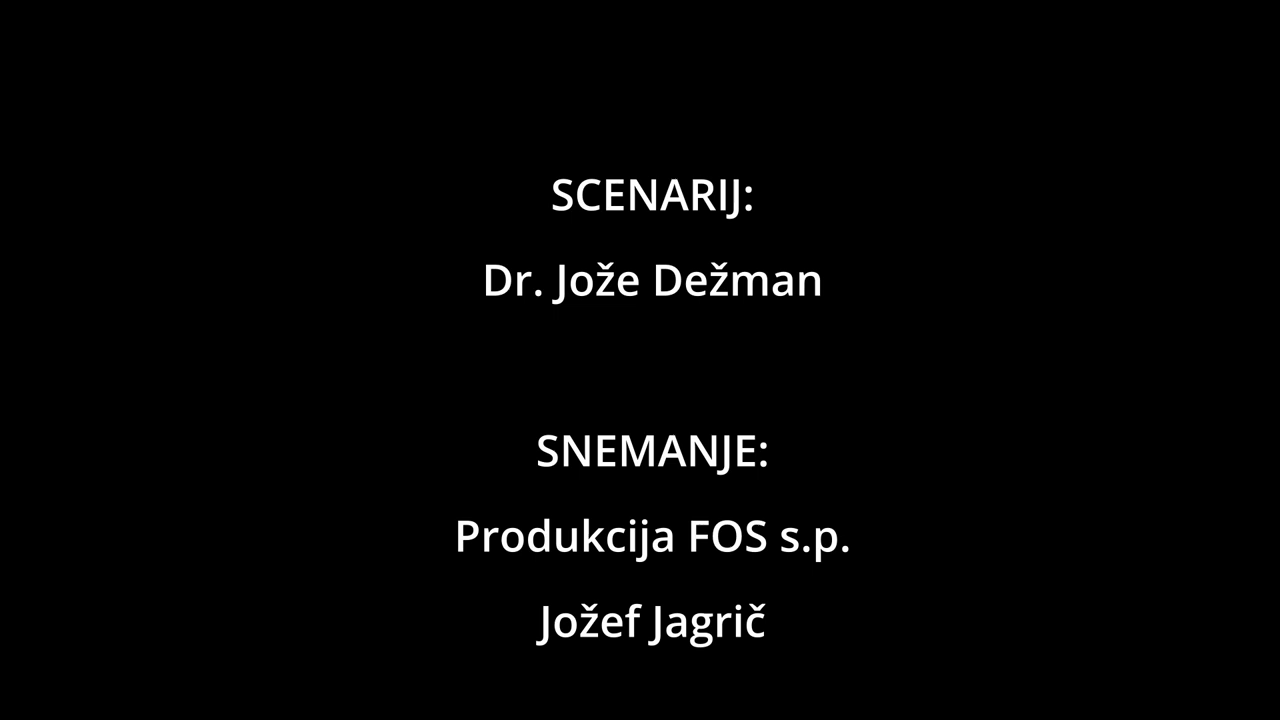 SCENARIJ:
Dr. Jože Dežman
SNEMANJE:
Produkcija FOS s.p.
Jožef Jagrič